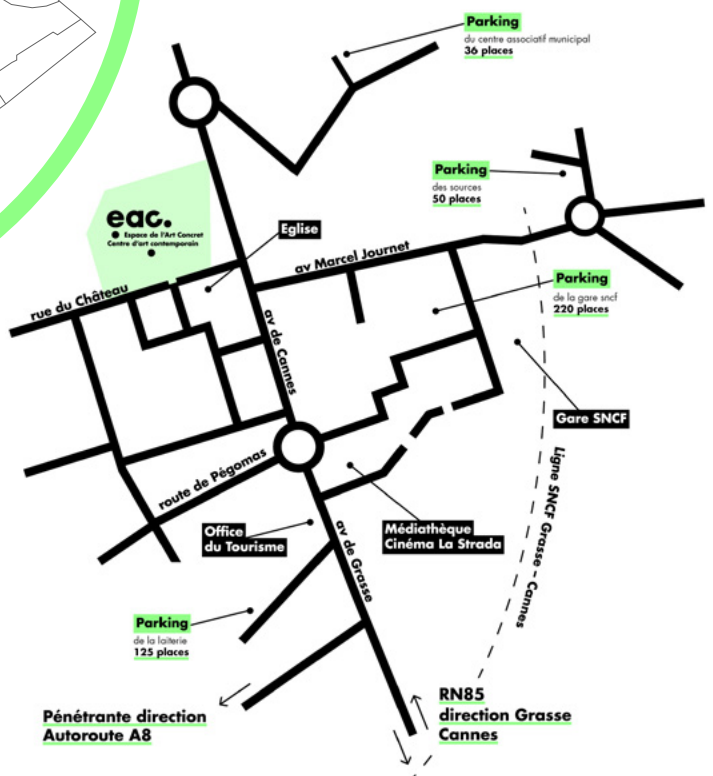 Parking
du centre associatif municipal
36 places
Parking
des sources
50 places
eac.
Espace de l'Art Concret
Centre d'art contemporain
Eglise
av Marcel Journet
rue du Château
Parking
de la gare sncf
220 places
av de Cannes
Gare SNCF
route de Pégomas
Ligne SNCF Grasse - Cannes
Office
du Tourisme
Médiathèque
Cinéma La Strada
av de Grasse
Parking
de la laiterie
125 places
RN85
direction Grasse
Cannes
Pénétrante direction
Autoroute A8